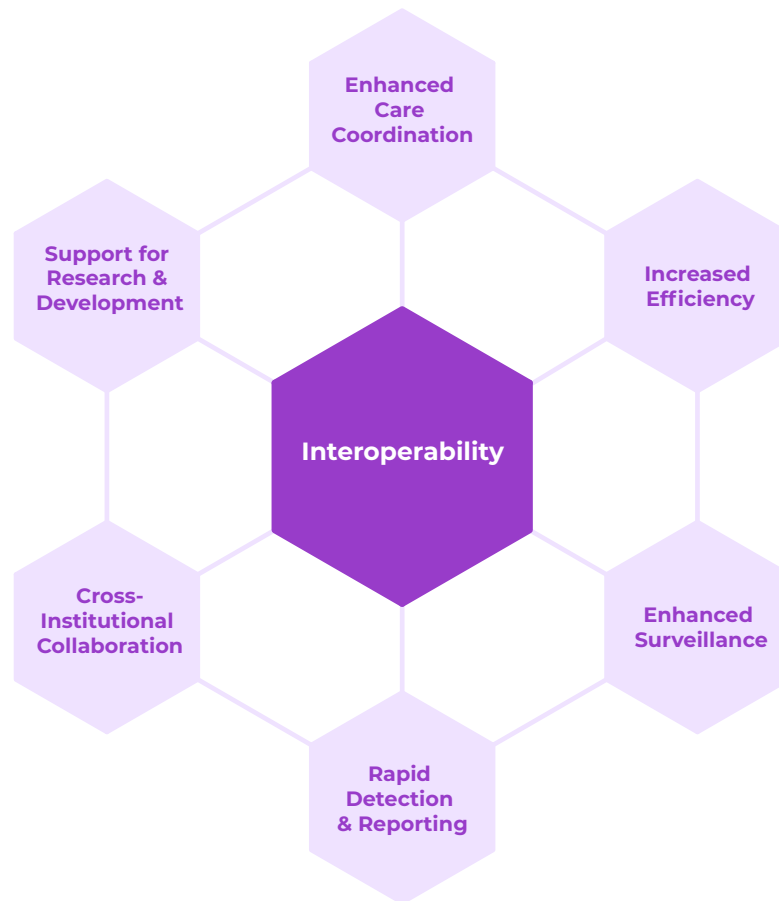 Enhanced
Care
Coordination
Support for
Research &
Development
Increased
Efficiency
Interoperability
Cross-
Institutional
Collaboration
Enhanced
Surveillance
Rapid
Detection
& Reporting